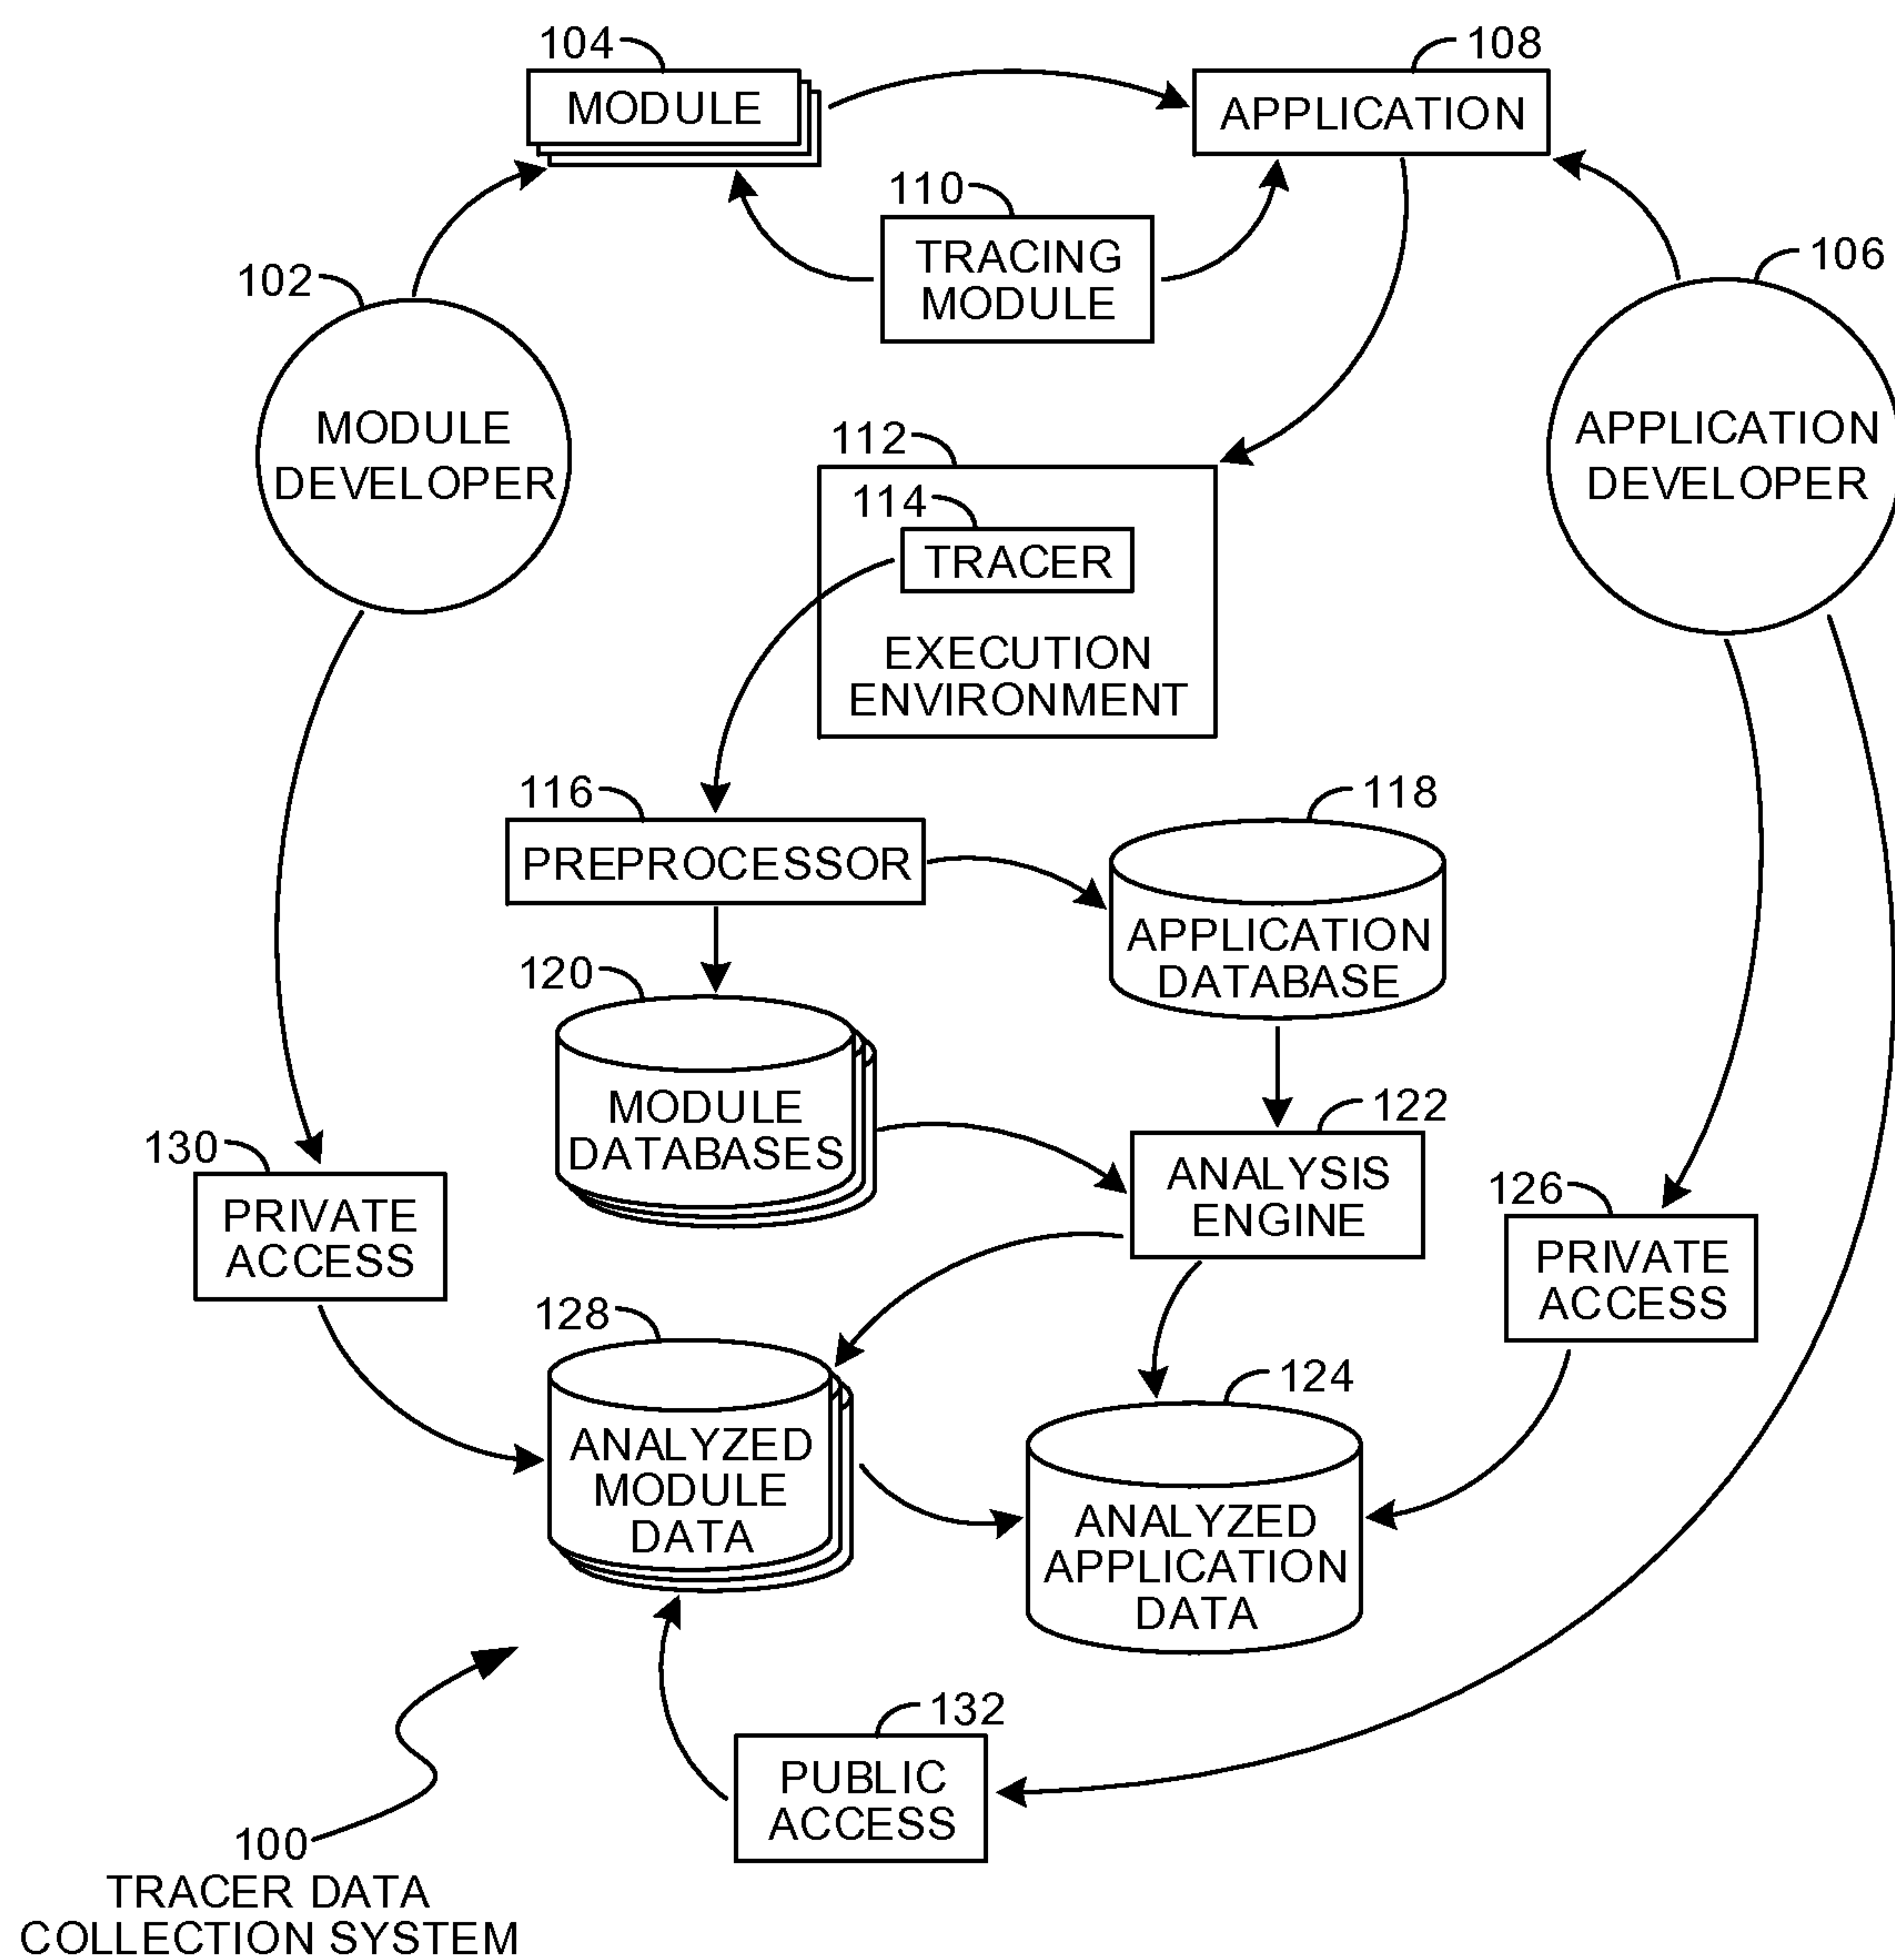 104
MODULE
108
APPLICATION
110
TRACING
MODULE
102
MODULE
DEVELOPER
106
APPLICATION
DEVELOPER
112
114
TRACER
EXECUTION
ENVIRONMENT
116
PREPROCESSOR
118
APPLICATION
DATABASE
120
MODULE
DATABASES
122
ANALYSIS
ENGINE
130
PRIVATE
ACCESS
126
PRIVATE
ACCESS
128
ANALYZED
MODULE
DATA
124
ANALYZED
APPLICATION
DATA
132
PUBLIC
ACCESS
100
TRACER DATA
COLLECTION SYSTEM